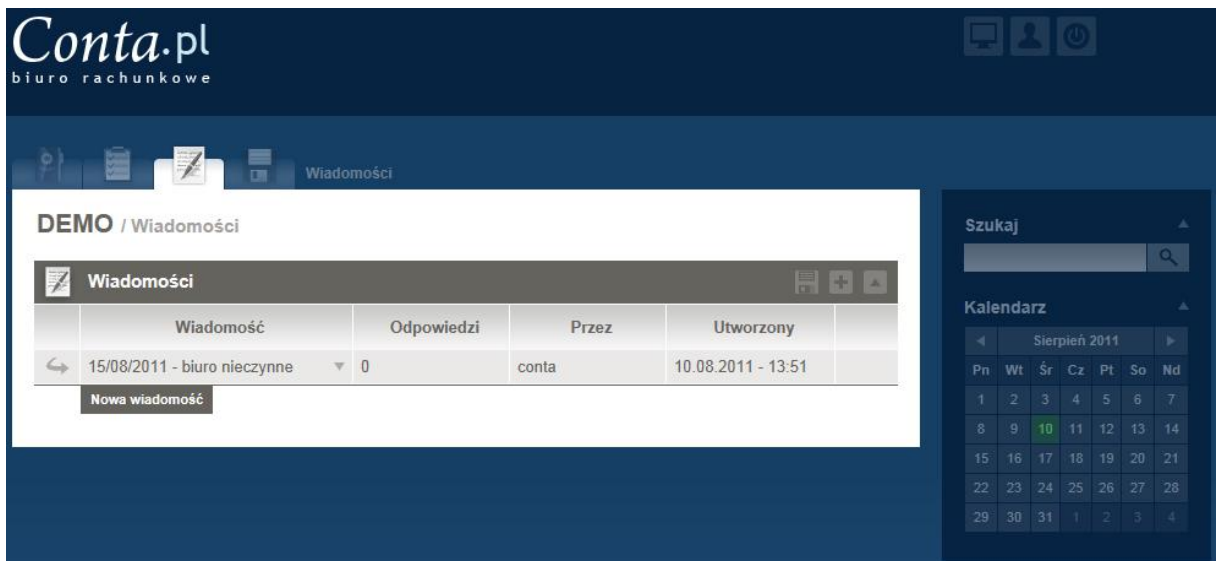 Conta.pl
biuro rachunkowe
Wiadomości
DEMO / Wiadomości
Wiadomości
Wiadomość Odpowiedzi Przez Utworzony
15/08/2011 - biuro nieczynne 0 conta 10.08.2011 - 13:51
Nowa wiadomość
Szukaj
Kalendarz
Sierpień 2011
Pn Wt Śr Cz Pt So Nd
1 2 3 4 5 6 7
8 9 10 11 12 13 14
15 16 17 18 19 20 21
22 23 24 25 26 27 28
29 30 31 1 2 3 4